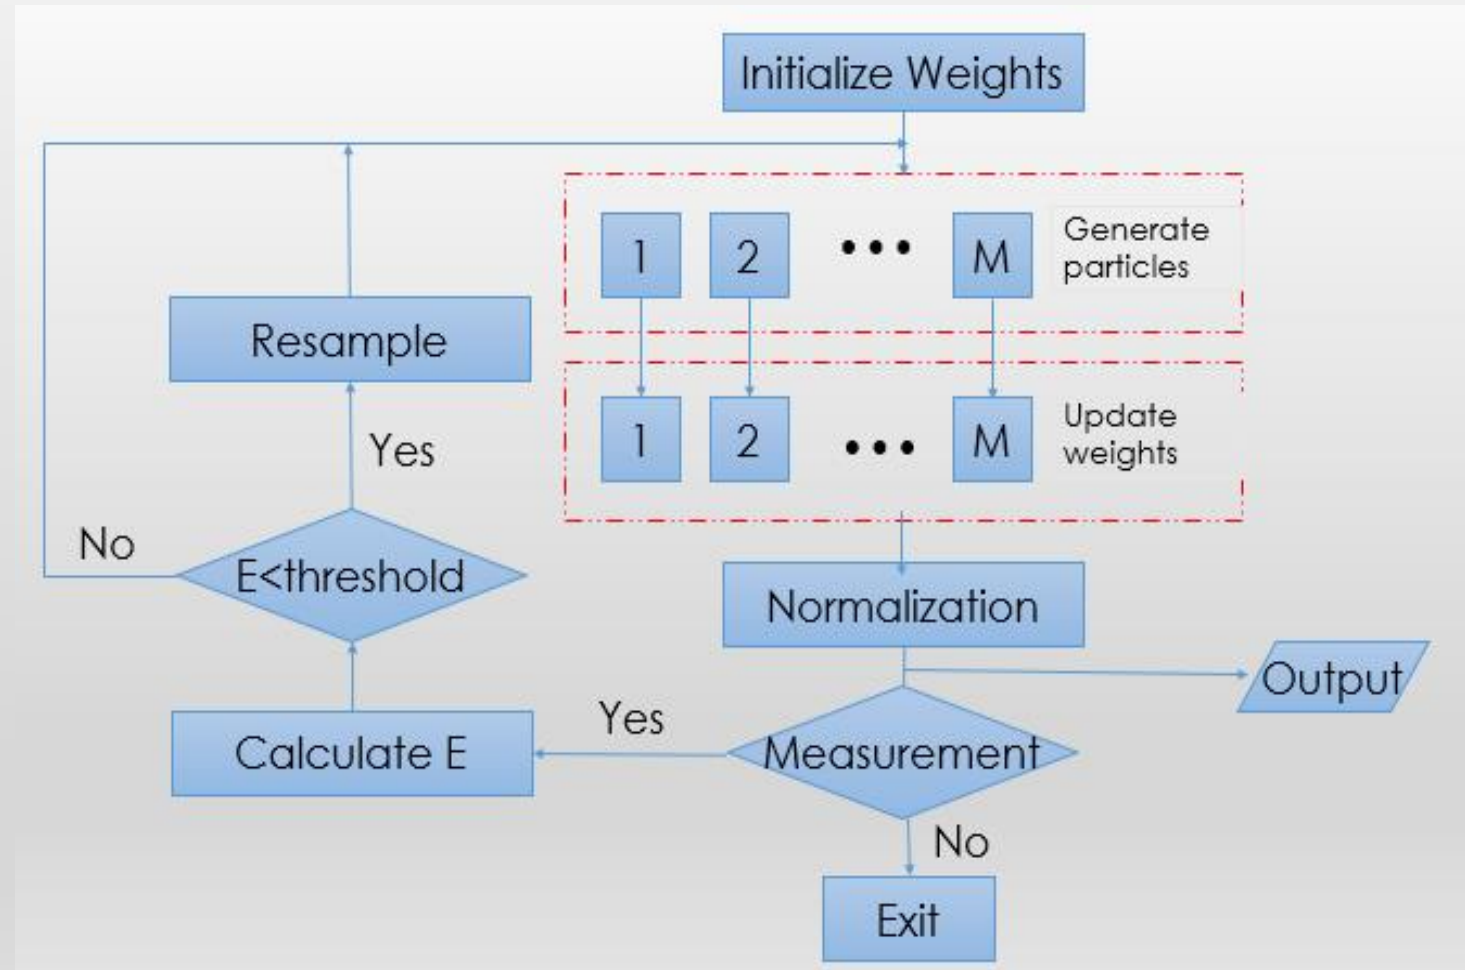 Initialize Weights
1
2
•••
M
Generate
particles
Resample
1
2
•••
M
Update
weights
Yes
No
E<threshold
Normalization
Output
Calculate E
Yes
Measurement
No
Exit